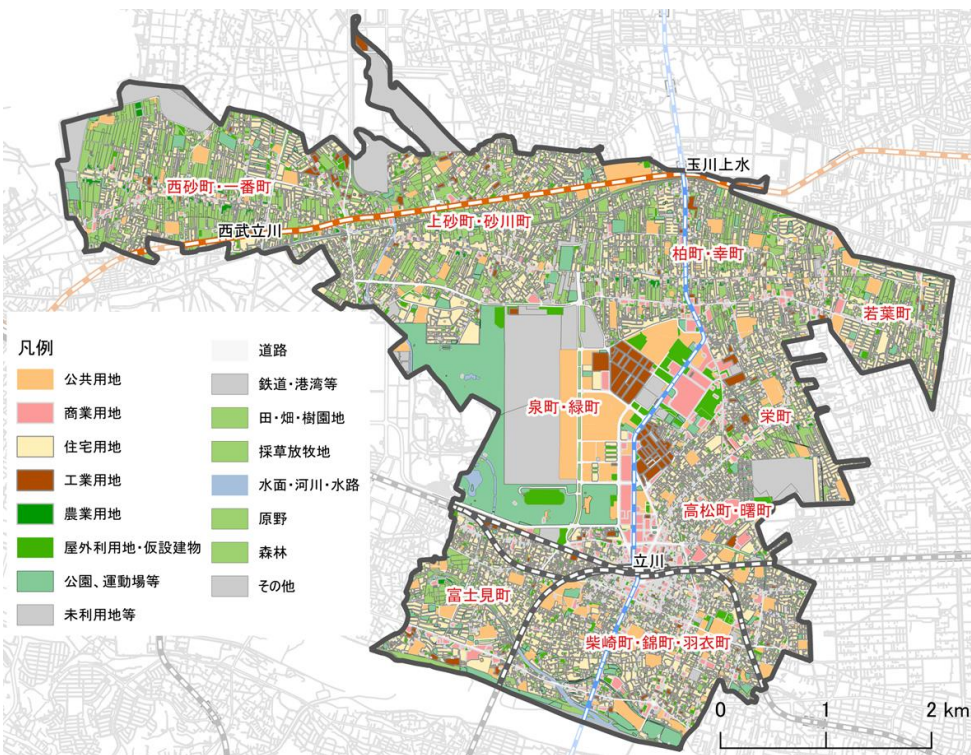 玉川上水
西砂町・一番町
上砂町・砂川町
西武立川
柏町・幸町
若葉町
凡例
公共用地
商業用地
住宅用地
工業用地
農業用地
屋外利用地・仮設建物
公園、運動場等
未利用地等
道路
鉄道・港湾等
田・畑・樹園地
採草放牧地
水面・河川・水路
原野
森林
その他
泉町・緑町
栄町
高松町・曙町
立川
富士見町
柴崎町・錦町・羽衣町
0 1 2 km